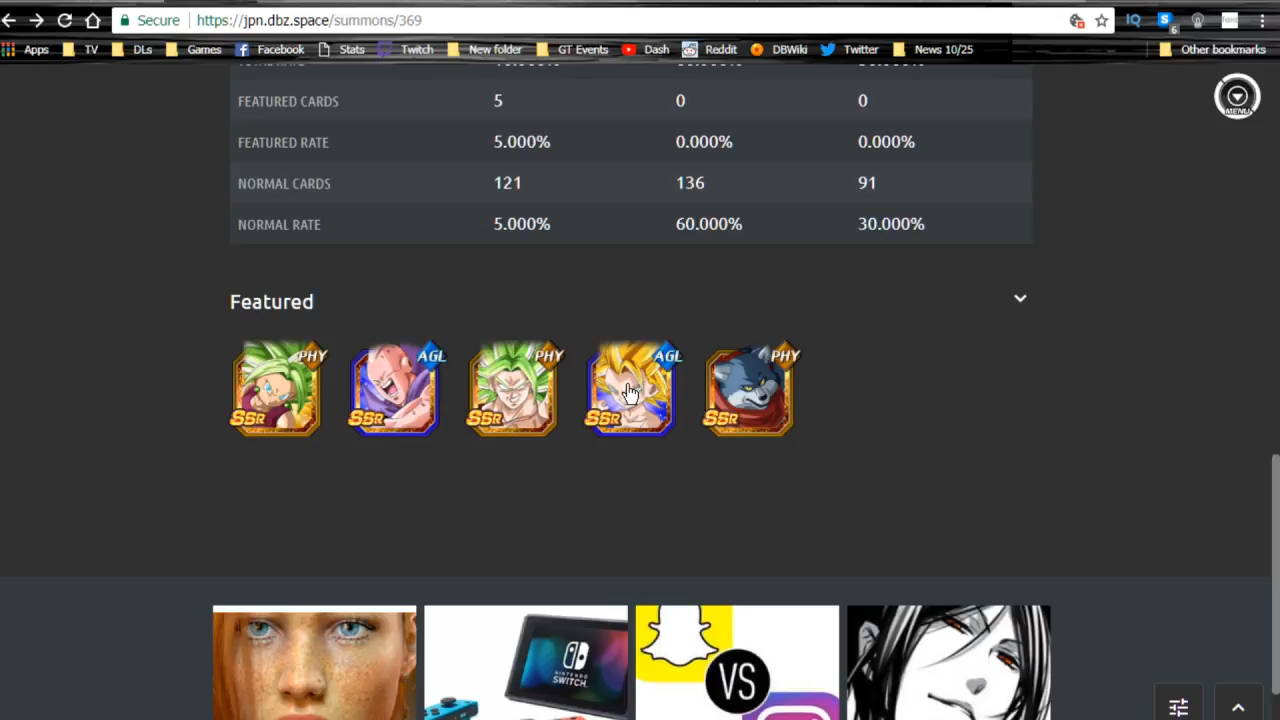 Secure https://jpn.dbz.space/summons/369
IQ
S
6
Apps TV DLs Games Facebook Stats Twitch New folder GT Events Dash Reddit DBWiki Twitter News 10/25 Other bookmarks
MENU
FEATURED CARDS 5 0 0
FEATURED RATE 5.000% 0.000% 0.000%
NORMAL CARDS 121 136 91
NORMAL RATE 5.000% 60.000% 30.000%
Featured
PHY AGL PHY AGL PHY
SSR SSR SSR SSR SSR
NINTENDO
SWITCH
VS